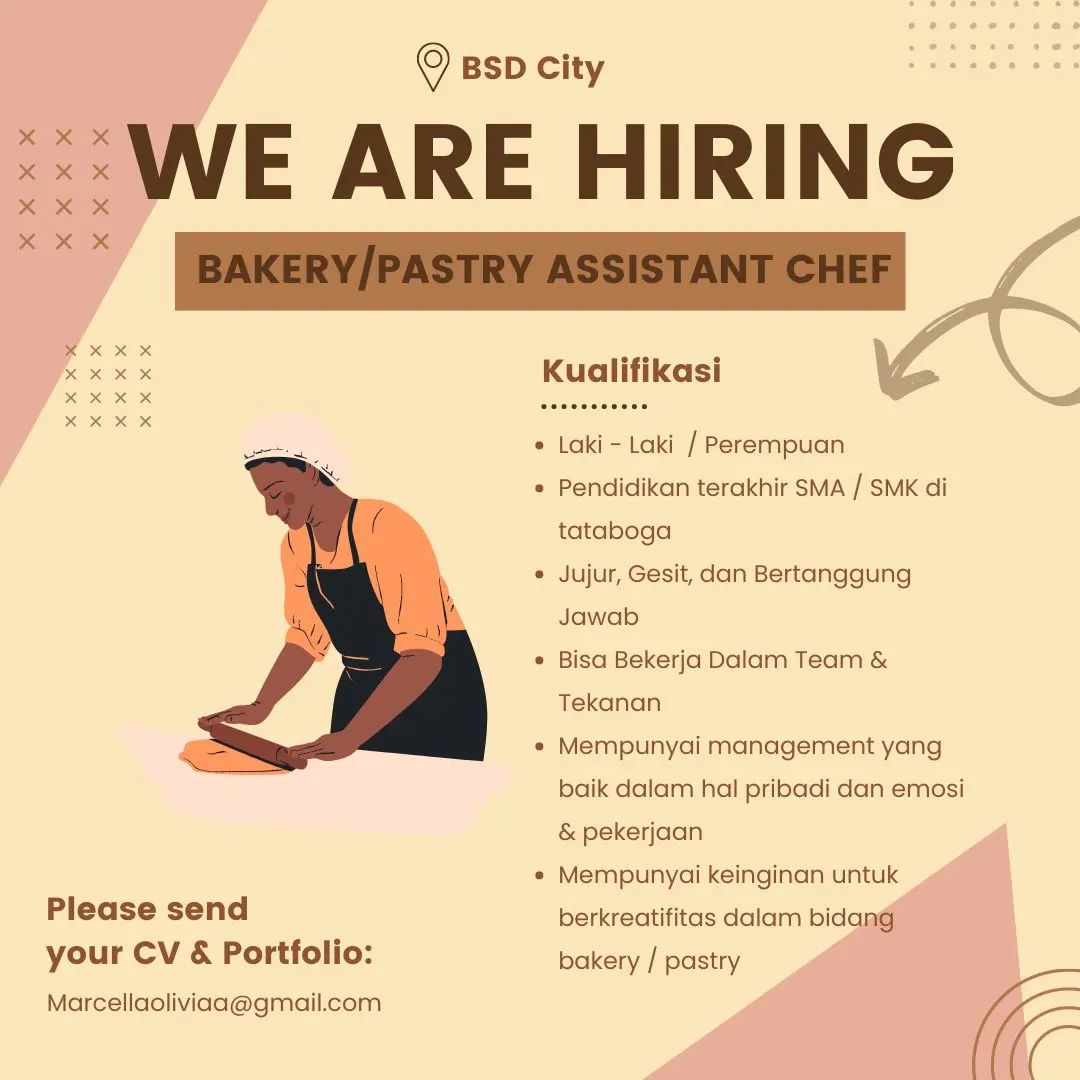 BSD City
WE ARE HIRING
BAKERY/PASTRY ASSISTANT CHEF
Kualifikasi
• Laki - Laki / Perempuan
• Pendidikan terakhir SMA / SMK di
tataboga
• Jujur, Gesit, dan Bertanggung
Jawab
• Bisa Bekerja Dalam Team &
Tekanan
• Mempunyai management yang
baik dalam hal pribadi dan emosi
& pekerjaan
• Mempunyai keinginan untuk
berkreatifitas dalam bidang
bakery / pastry
Please send
your CV & Portfolio:
Marcellaoliviaa@gmail.com